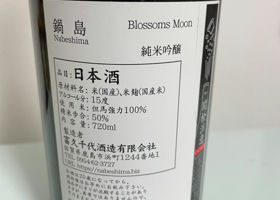 鍋島
Nabeshima
Blossoms Moon
純米吟醸
品目:日本酒
原材料名:米(国産)、米麹(国産米)
アルコール分:15度
使用米:但馬強力100%
精米歩合:50%
内容量:720ml
製造者
富久千代酒造有限会社
佐賀県鹿島市浜町1244番地1
℡0954-62-3727
https://nabeshima.biz